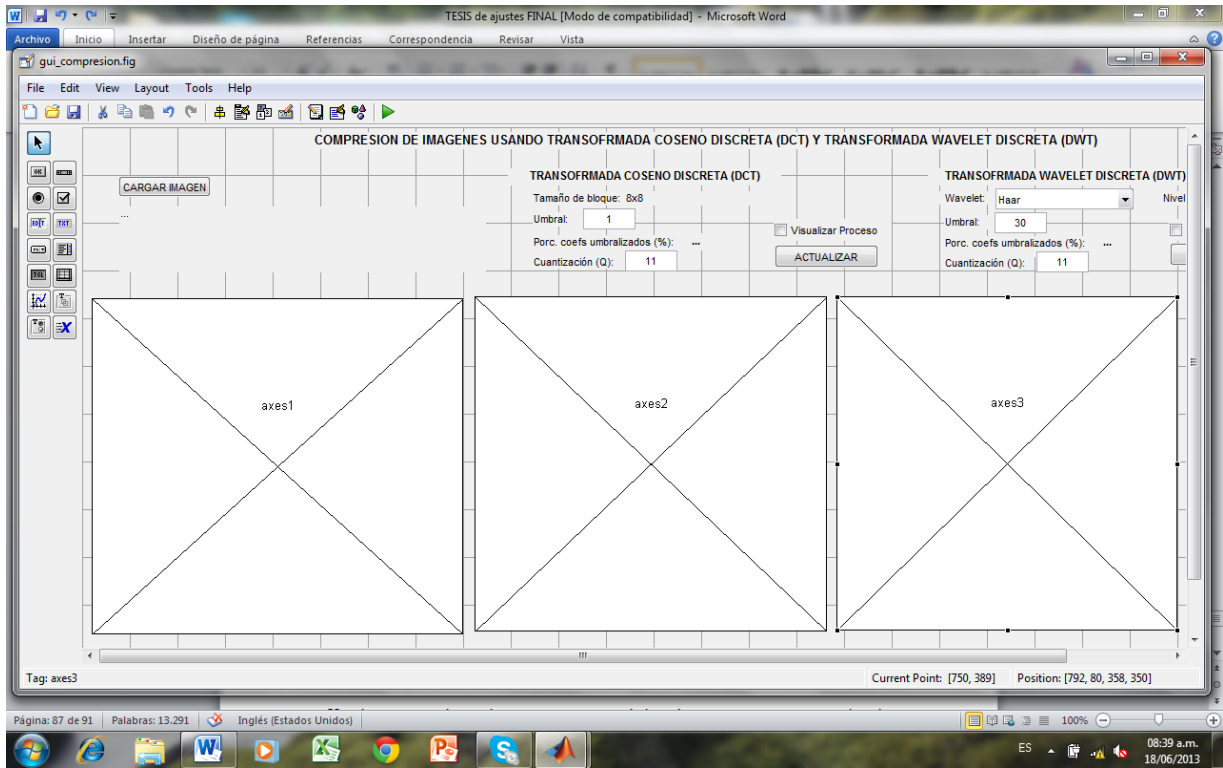 TESIS de ajustes FINAL [Modo de compatibilidad] - Microsoft Word
Archivo Inicio Insertar Diseño de página Referencias Correspondencia Revisar Vista
gui_compresion.fig
File Edit View Layout Tools Help
COMPRESION DE IMAGENES USANDO TRANSOFRMADA COSENO DISCRETA (DCT) Y TRANSFORMADA WAVELET DISCRETA (DWT)
TRANSOFRMADA COSENO DISCRETA (DCT) TRANSOFRMADA WAVELET DISCRETA (DWT)
CARGAR IMAGEN
Tamaño de bloque: 8x8 Wavelet: Haar Nivel
...
Umbral: 1 Umbral: 30
Visualizar Proceso
Porc. coefs umbralizados (%): ... Porc. coefs umbralizados (%): ...
ACTUALIZAR
Cuantización (Q): 11 Cuantización (Q): 11
OK
EDIT TXT
TGL
axes1 axes2 axes3
Tag: axes3 Current Point: [750, 389] Position: [792, 80, 358, 350]
Página: 87 de 91 Palabras: 13.291 Inglés (Estados Unidos) 100%
ES 08:39 a.m.
18/06/2013